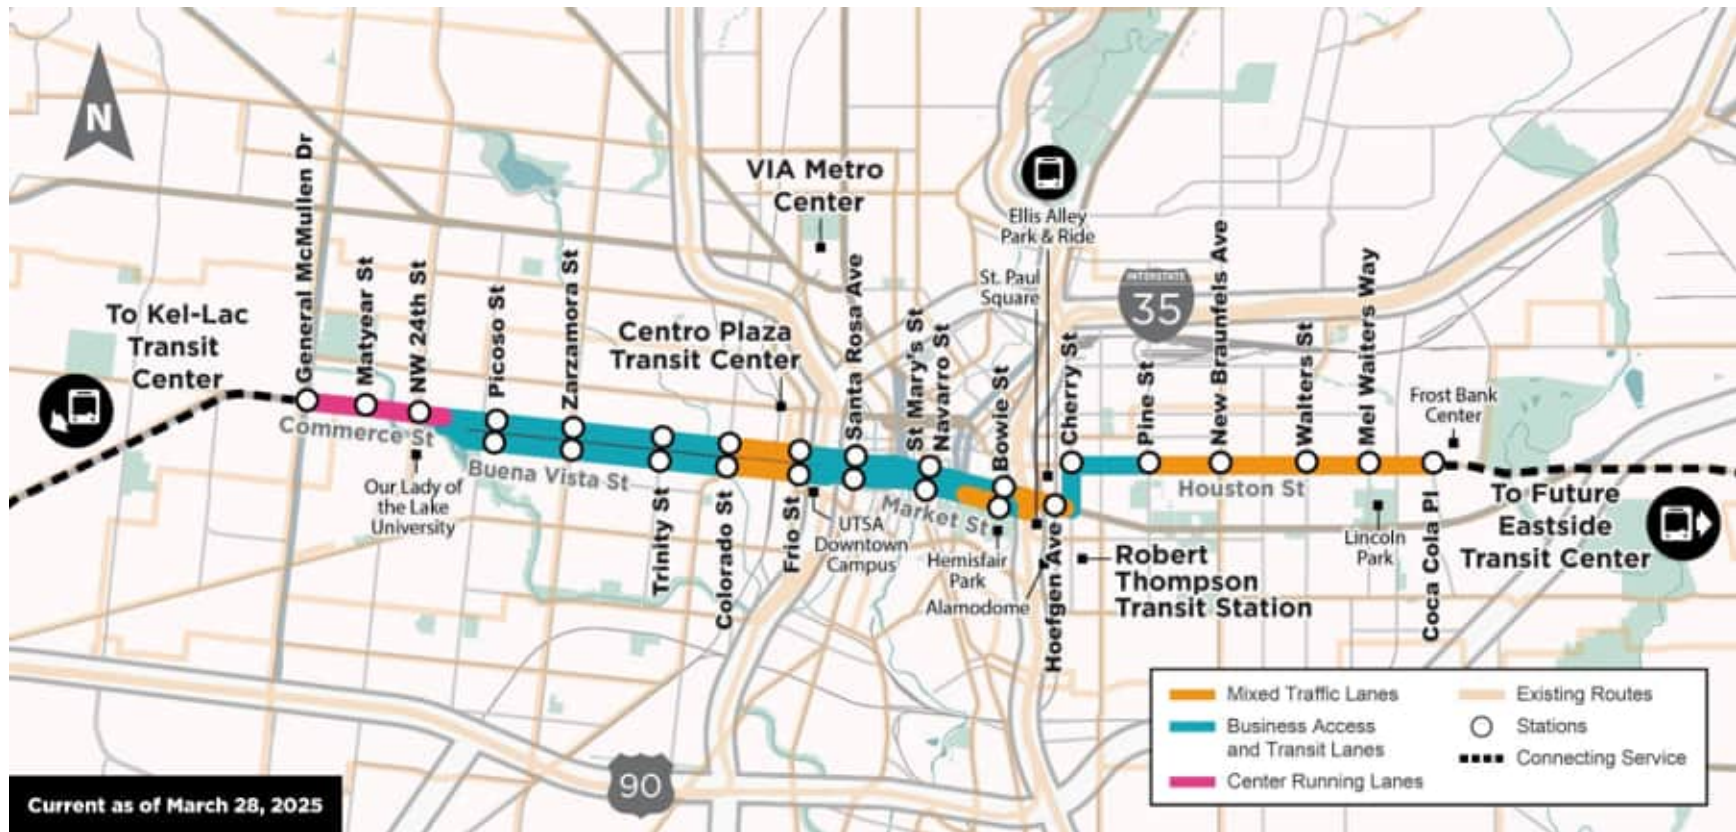 N
General McMullen Dr
Matyear St
NW 24th St
Picoso St
Zarzamora St
VIA Metro
Center
Centro Plaza
Transit Center
Santa Rosa Ave
St Mary's St
Navarro St
Bowie St
Ellis Alley
Park & Ride
St. Paul
Square
Cherry St
INTERSTATE
35
Pine St
New Braunfels Ave
Walters St
Mel Waiters Way
Frost Bank
Center
To Kel-Lac
Transit
Center
Commerce St
Buena Vista St
Our Lady of
the Lake
University
Trinity St
Colorado St
Frio St
UTSA
Downtown
Campus
Market St
Hemisfair
Park
Alamodome
Hoefgen Ave
Robert
Thompson
Transit Station
Houston St
Lincoln
Park
Coca Cola Pl
To Future
Eastside
Transit Center
90
Current as of March 28, 2025
Mixed Traffic Lanes
Business Access
and Transit Lanes
Center Running Lanes
Existing Routes
Stations
Connecting Service